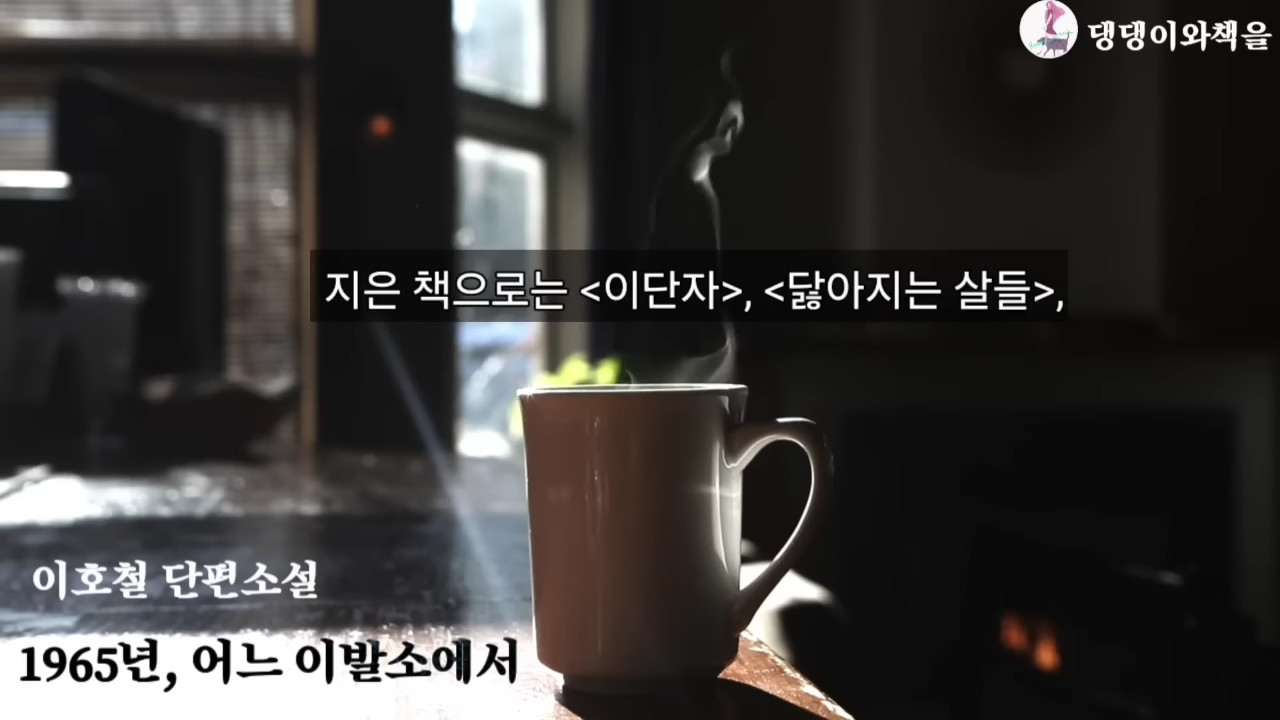 댕댕이와책을
지은 책으로는 <이단자>, <닳아지는 살들>,
이호철 단편소설
1965년, 어느 이발소에서